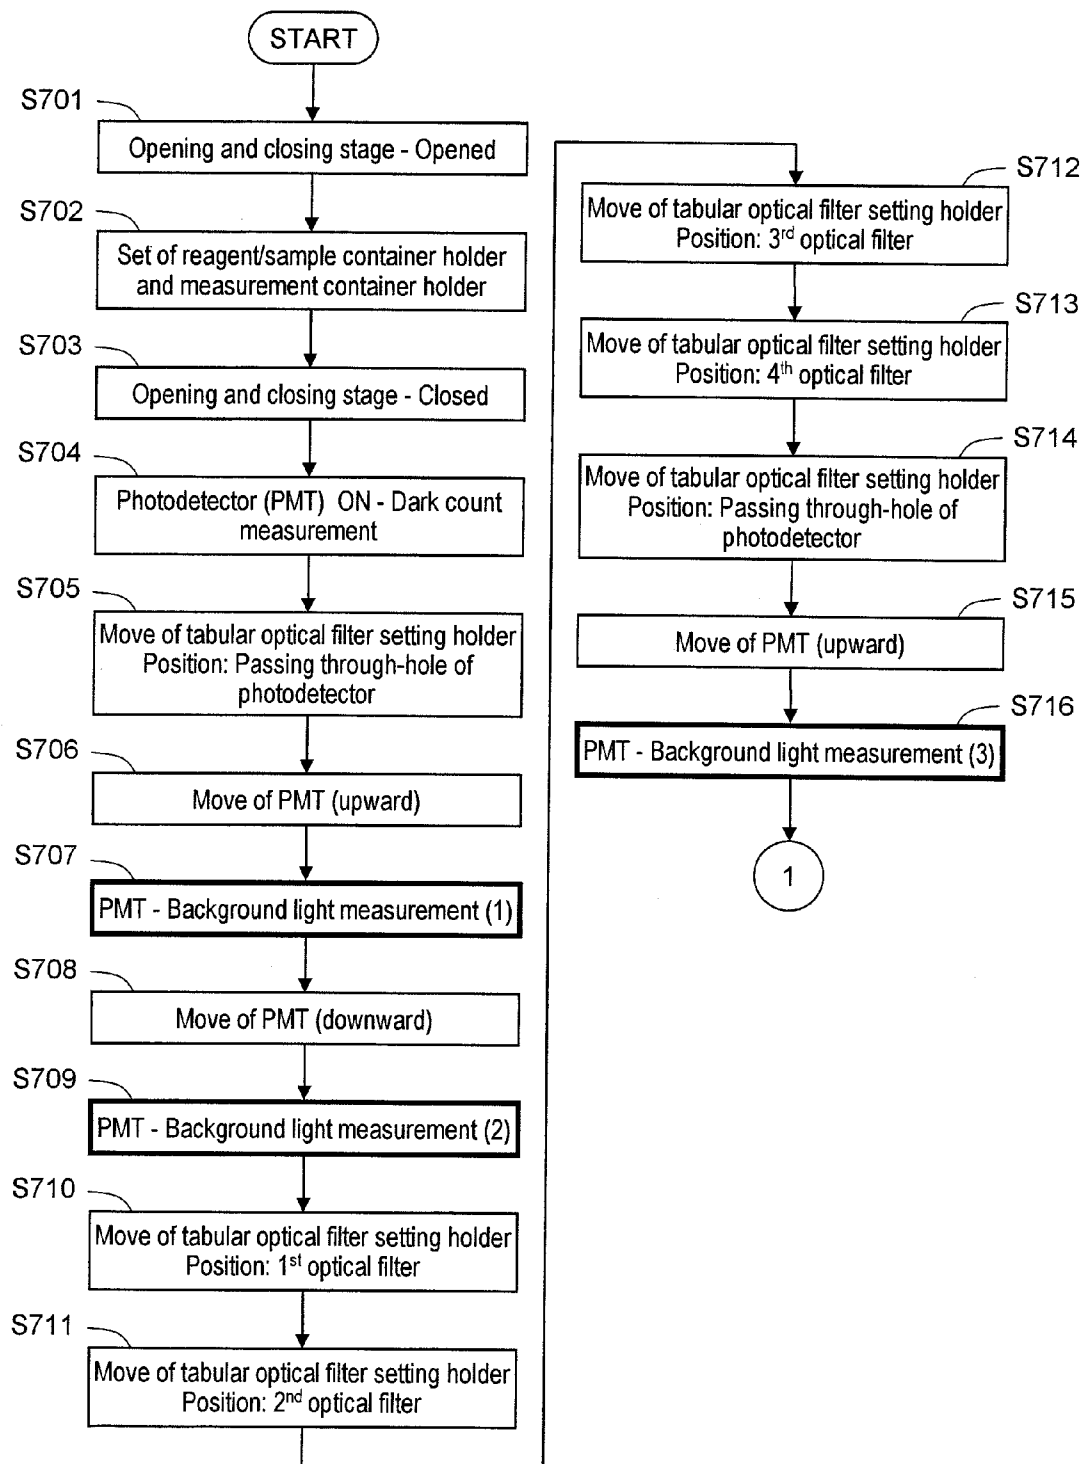 START
S701
Opening and closing stage - Opened
S702
Set of reagent/sample container holder
and measurement container holder
S703
Opening and closing stage - Closed
S704
Photodetector (PMT) ON - Dark count
measurement
S705
Move of tabular optical filter setting holder
Position: Passing through-hole of
photodetector
S706
Move of PMT (upward)
S707
PMT - Background light measurement (1)
S708
Move of PMT (downward)
S709
PMT - Background light measurement (2)
S710
Move of tabular optical filter setting holder
Position: 1st optical filter
S711
Move of tabular optical filter setting holder
Position: 2nd optical filter
S712
Move of tabular optical filter setting holder
Position: 3rd optical filter
S713
Move of tabular optical filter setting holder
Position: 4th optical filter
S714
Move of tabular optical filter setting holder
Position: Passing through-hole of
photodetector
S715
Move of PMT (upward)
S716
PMT - Background light measurement (3)
1